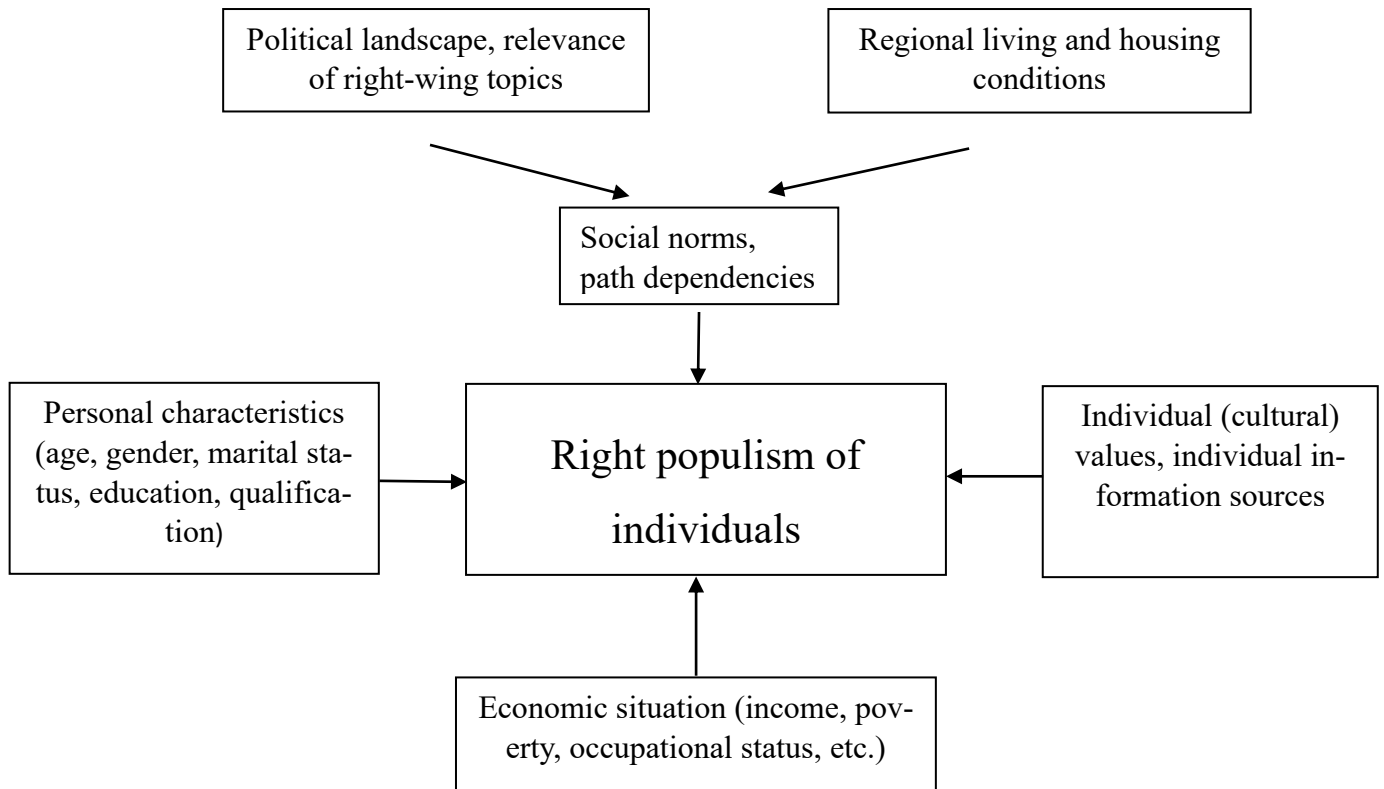 Political landscape, relevance
of right-wing topics
Regional living and housing
conditions
Social norms,
path dependencies
Personal characteristics
(age, gender, marital sta-
tus, education, qualifica-
tion)
Right populism of
individuals
Individual (cultural)
values, individual in-
formation sources
Economic situation (income, pov-
erty, occupational status, etc.)